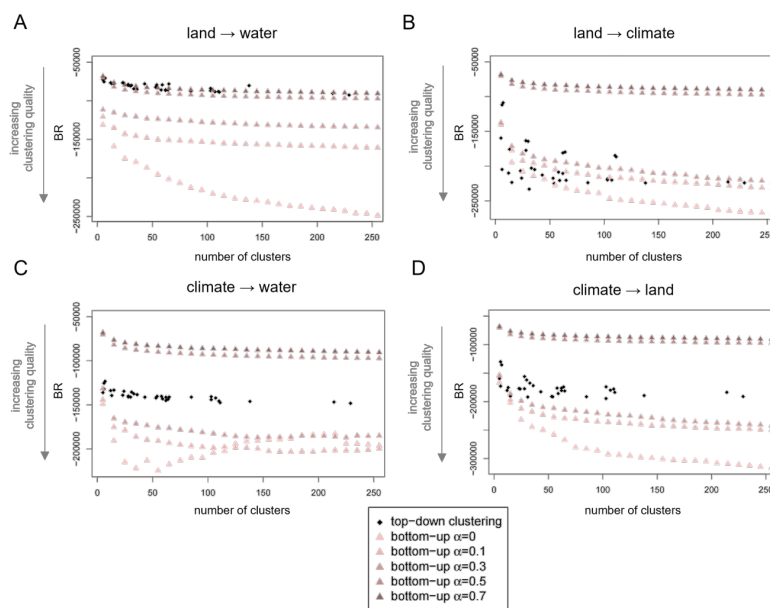 A
land → water
increasing
clustering quality
BR
-50000
-150000
-250000
0
50
100
150
200
250
number of clusters
B
land → climate
increasing
clustering quality
BR
-50000
-150000
-250000
0
50
100
150
200
250
number of clusters
C
climate → water
increasing
clustering quality
BR
-50000
-100000
-150000
-200000
0
50
100
150
200
250
number of clusters
D
climate → land
increasing
clustering quality
BR
-100000
-200000
-300000
0
50
100
150
200
250
number of clusters
top-down clustering
bottom-up α=0
bottom-up α=0.1
bottom-up α=0.3
bottom-up α=0.5
bottom-up α=0.7